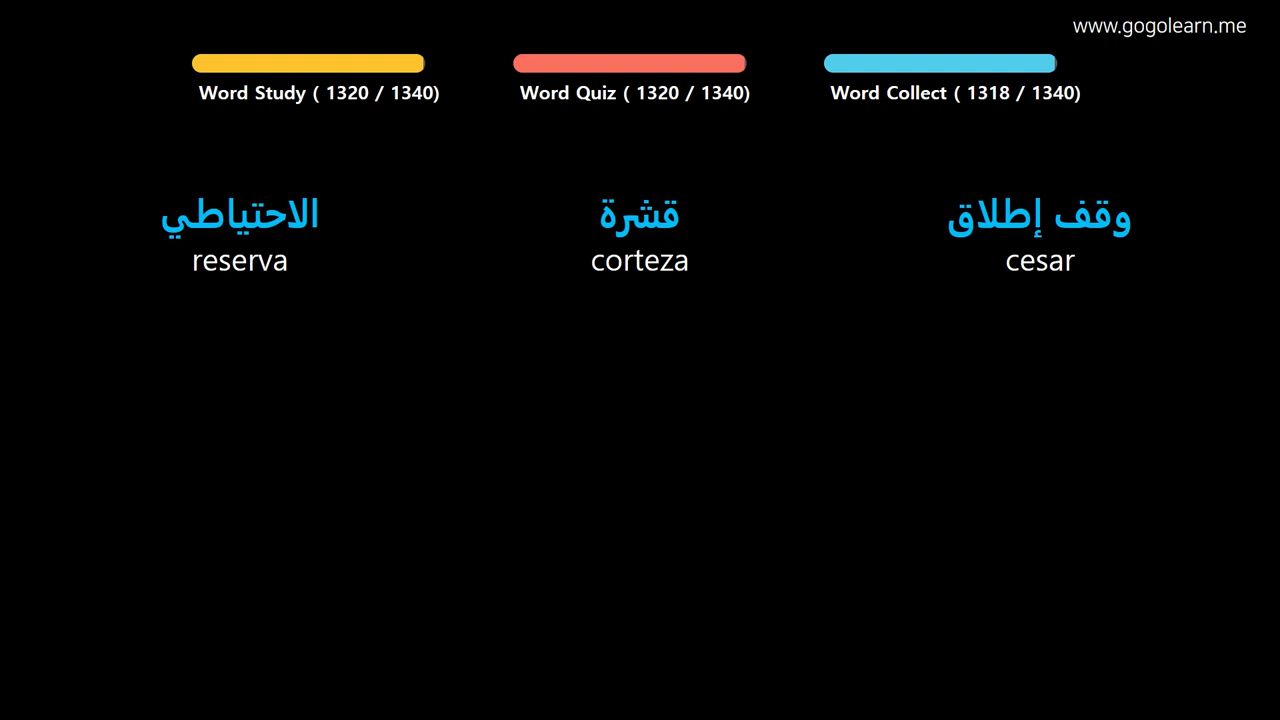 www.gogolearn.me
Word Study ( 1320 / 1340)
Word Quiz ( 1320 / 1340)
Word Collect ( 1318 / 1340)
الاحتياطي
reserva
قشرة
corteza
وقف إطلاق
cesar